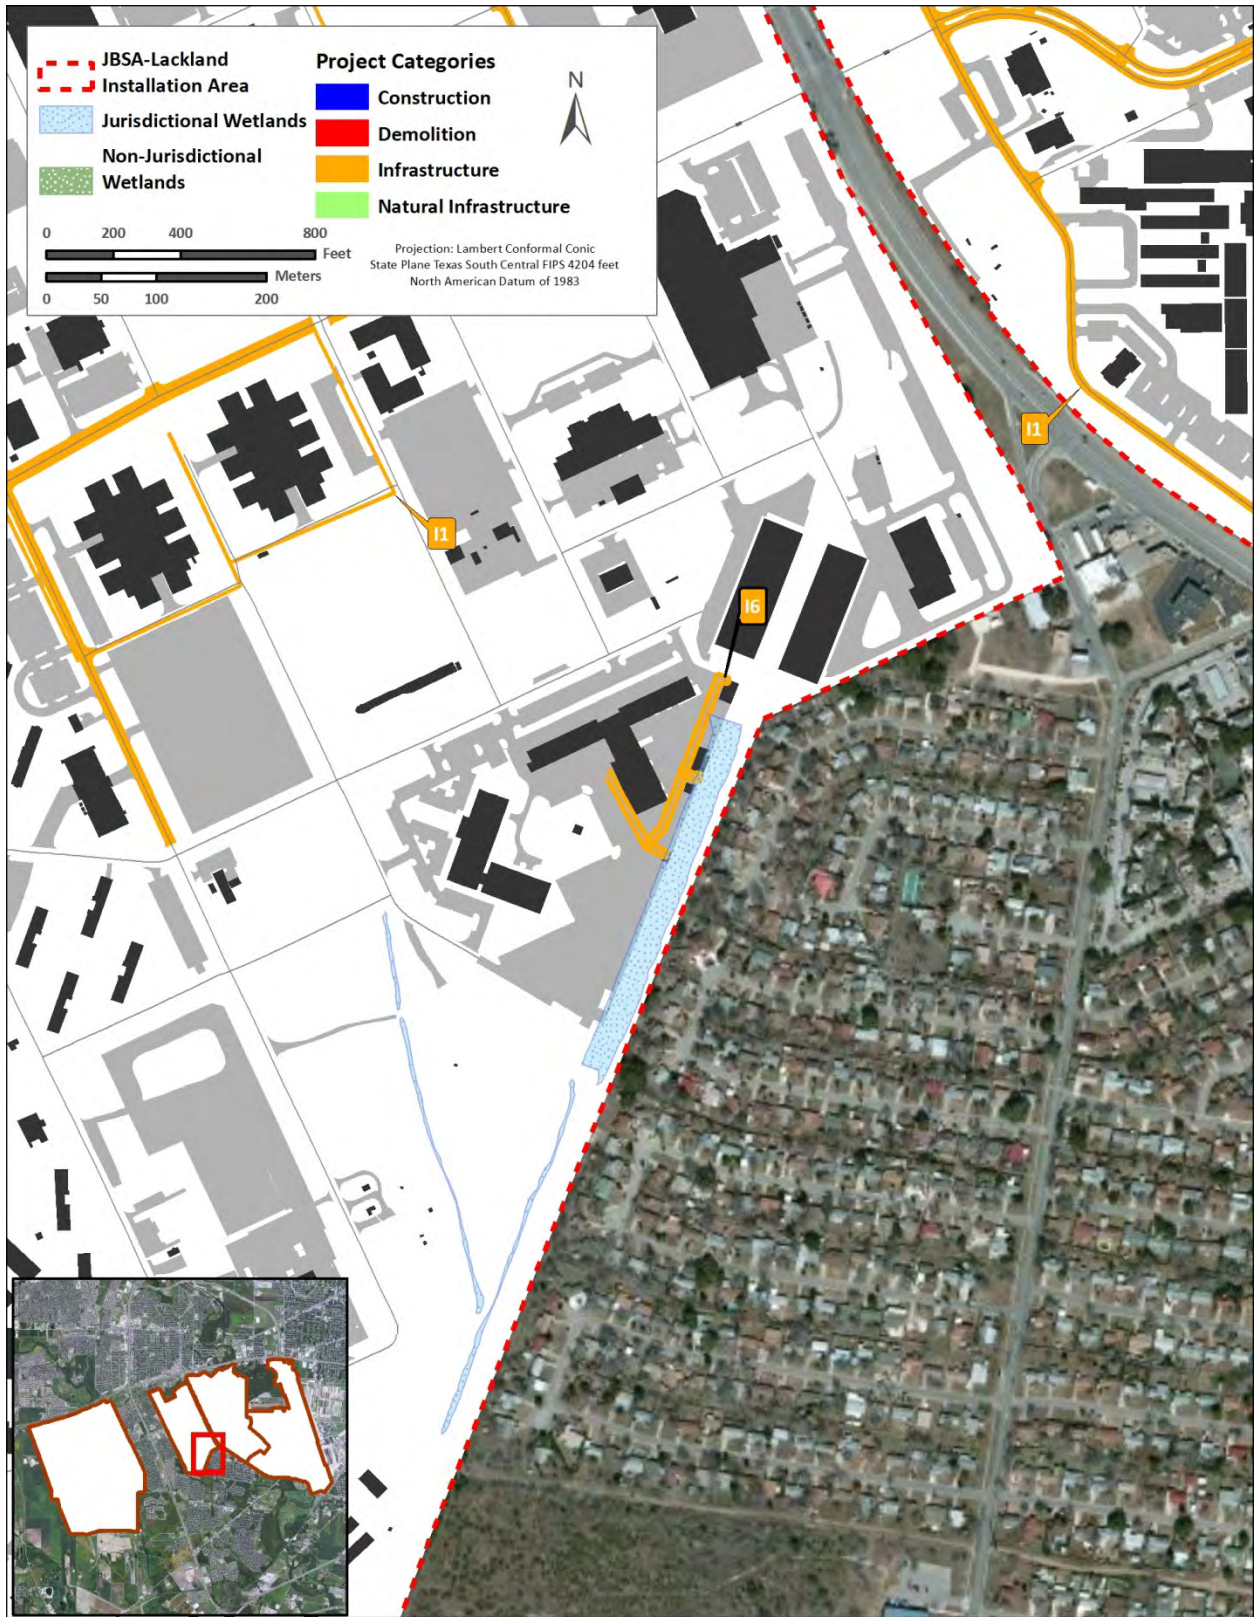 JBSA-Lackland
Installation Area
Jurisdictional Wetlands
Non-Jurisdictional
Wetlands
Project Categories
Construction
Demolition
Infrastructure
Natural Infrastructure
N
0 200 400 800
Feet
Meters
0 50 100 200
Projection: Lambert Conformal Conic
State Plane Texas South Central FIPS 4204 feet
North American Datum of 1983
I1
I1
I6